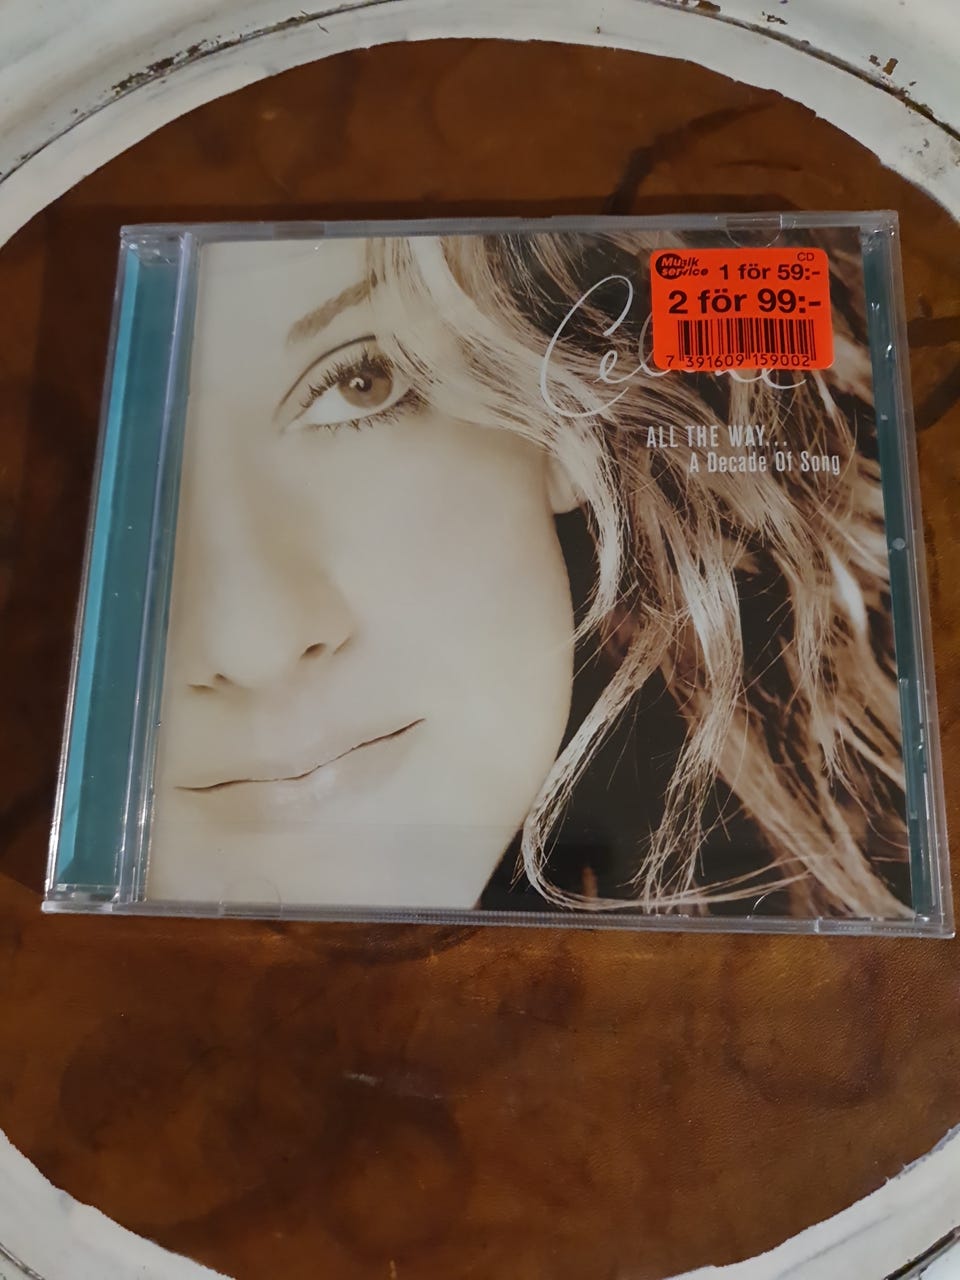 Musik service
CD
1 för 59:-
2 för 99:-
7 391609 159002
ALL THE WAY...
A Decade Of Song